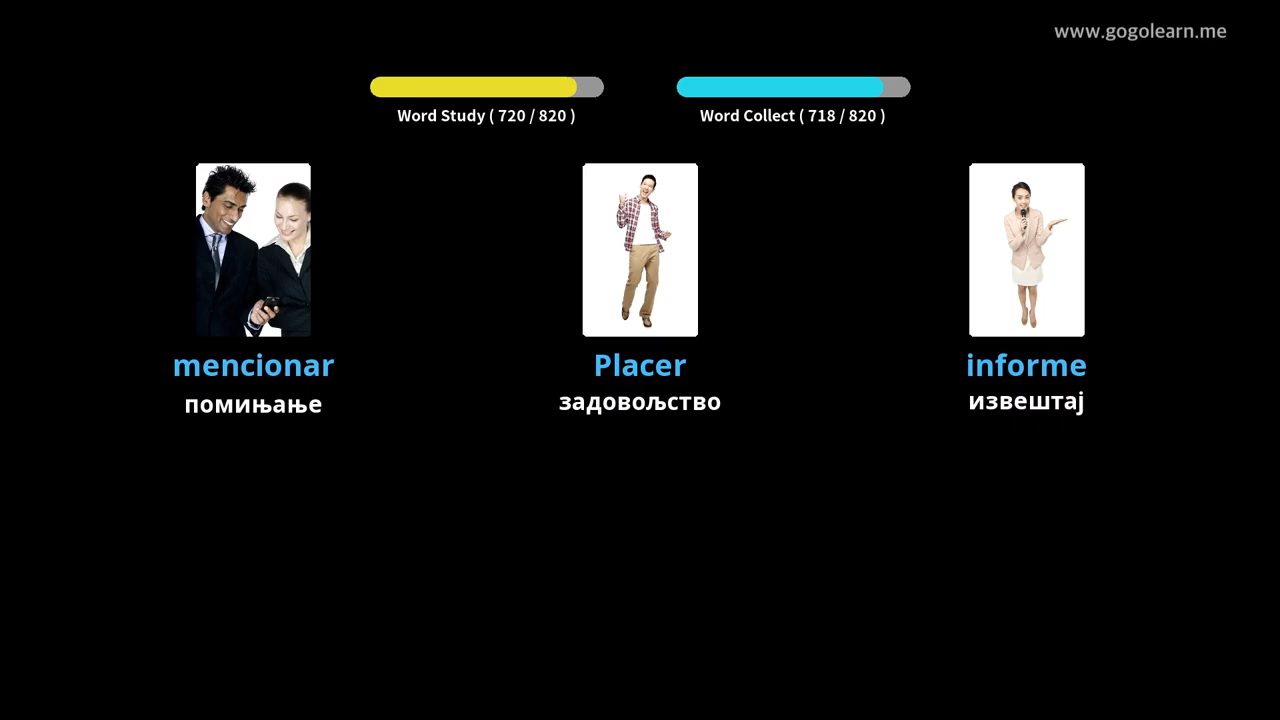 www.gogolearn.me
Word Study ( 720 / 820 )
Word Collect ( 718 / 820 )
mencionar
помињање
Placer
задовољство
informe
извештај